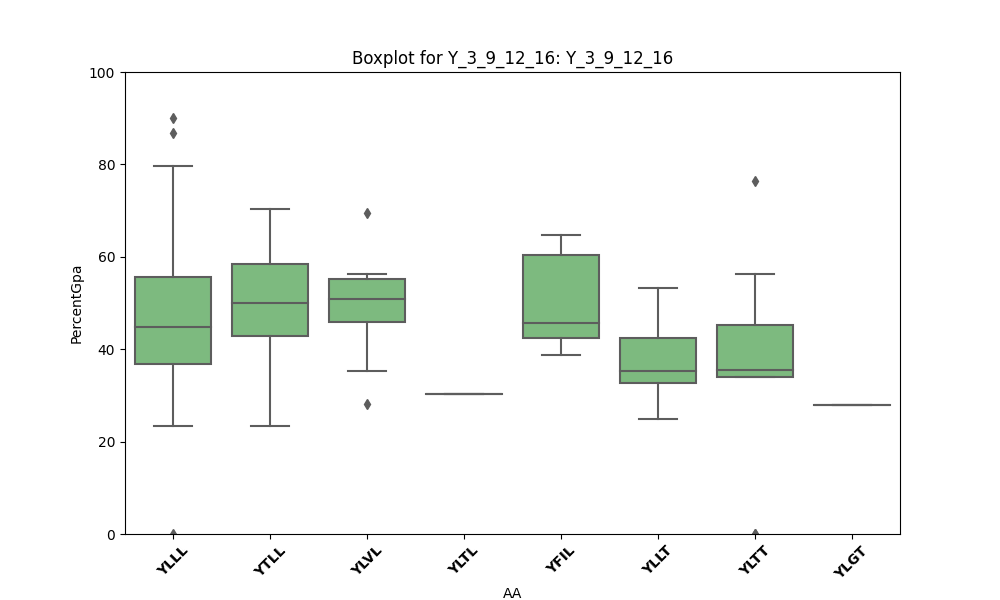 Boxplot for Y_3_9_12_16: Y_3_9_12_16
100
80
60
40
20
0
PercentGpa
YLLL
YTLL
YLVL
YLTL
YFIL
YLLT
YLTT
YLGT
AA